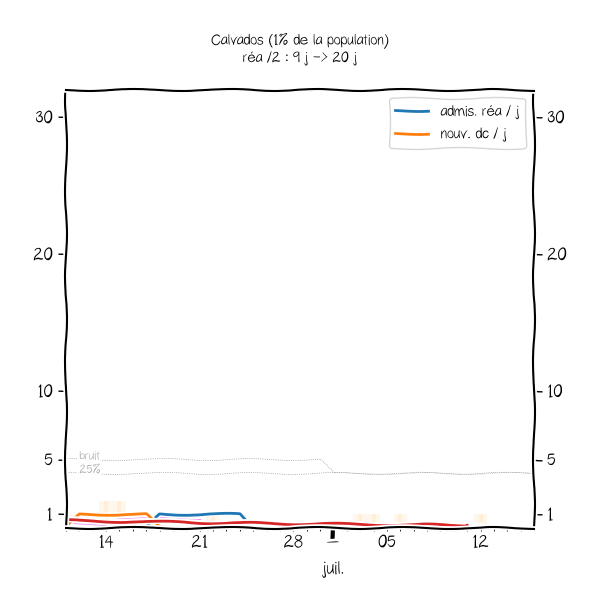 Calvados (1% de la population)
réa /2 : 9 j -> 20 j
admis. réa / j
nouv. dc / j
30
30
20
20
10
10
5
5
bruit
25%
1
1
14
21
28
1
05
12
juil.